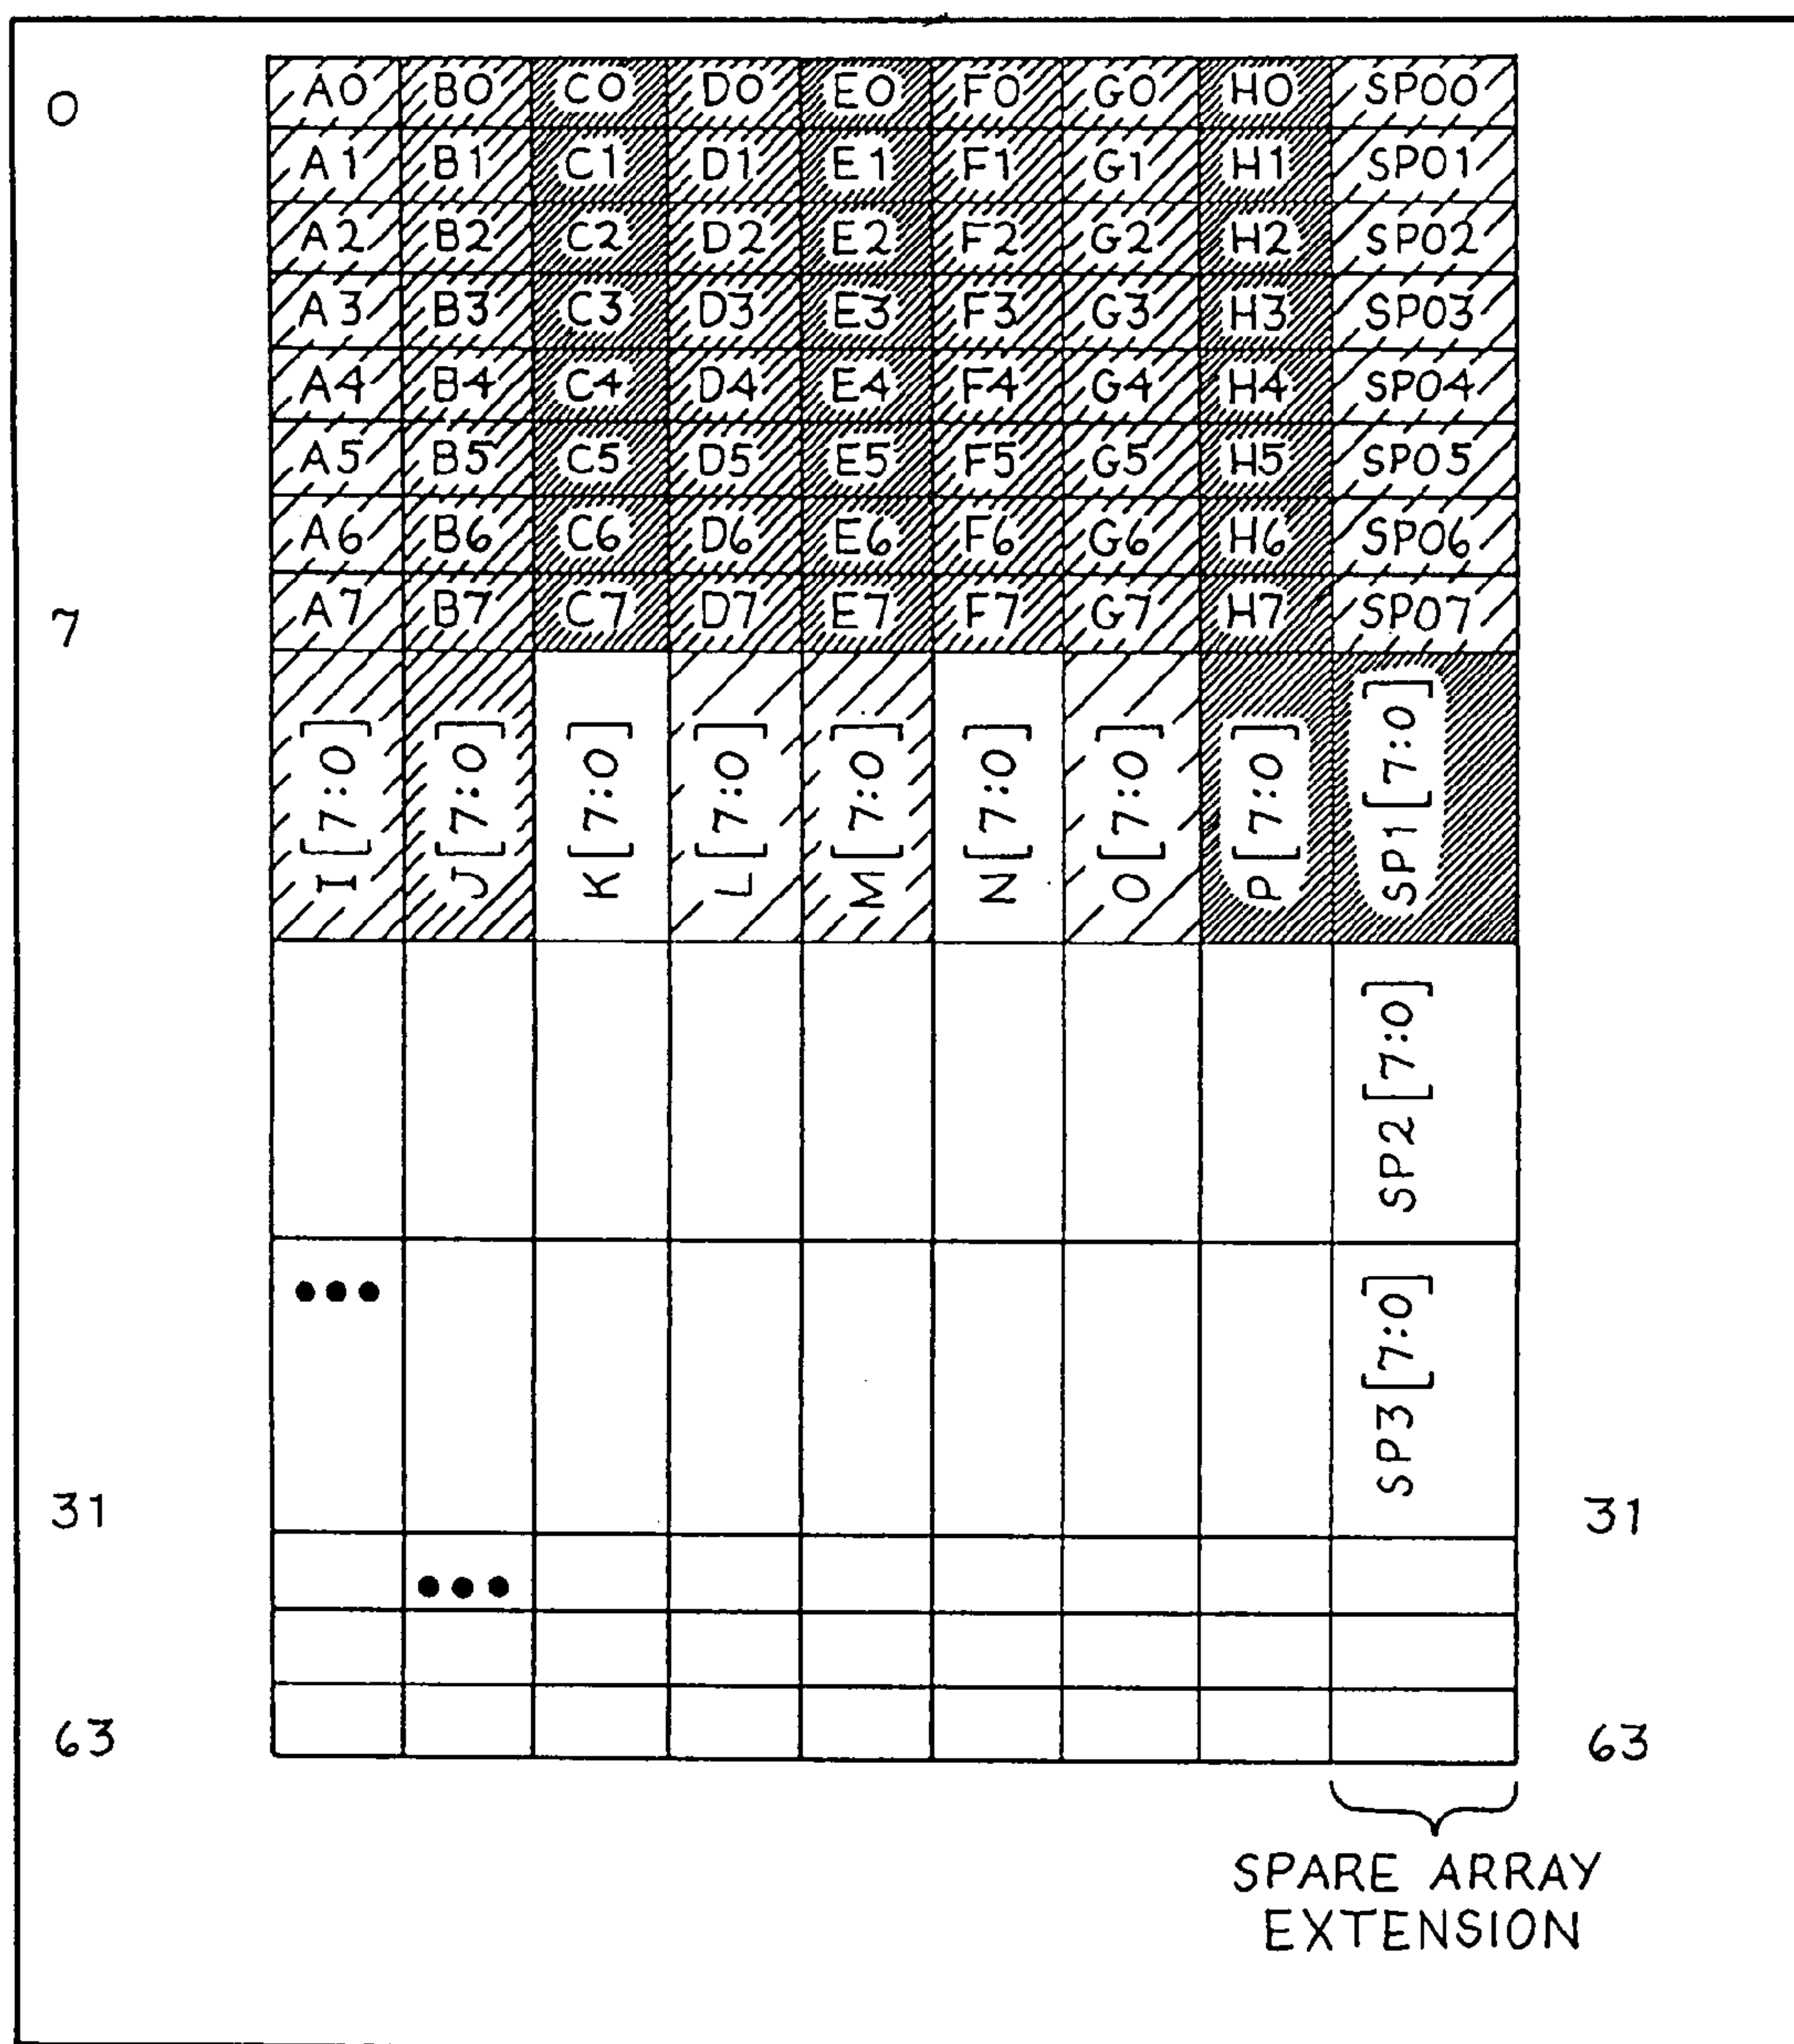 0 A0 B0 C0 D0 E0 F0 G0 H0 SP00
A1 B1 C1 D1 E1 F1 G1 H1 SP01
A2 B2 C2 D2 E2 F2 G2 H2 SP02
A3 B3 C3 D3 E3 F3 G3 H3 SP03
A4 B4 C4 D4 E4 F4 G4 H4 SP04
A5 B5 C5 D5 E5 F5 G5 H5 SP05
A6 B6 C6 D6 E6 F6 G6 H6 SP06
7 A7 B7 C7 D7 E7 F7 G7 H7 SP07
I[7:0] J[7:0] K[7:0] L[7:0] M[7:0] N[7:0] O[7:0] P[7:0] SP1[7:0]
SP2[7:0]
••• SP3[7:0]
31 31
•••
63 63
SPARE ARRAY
EXTENSION